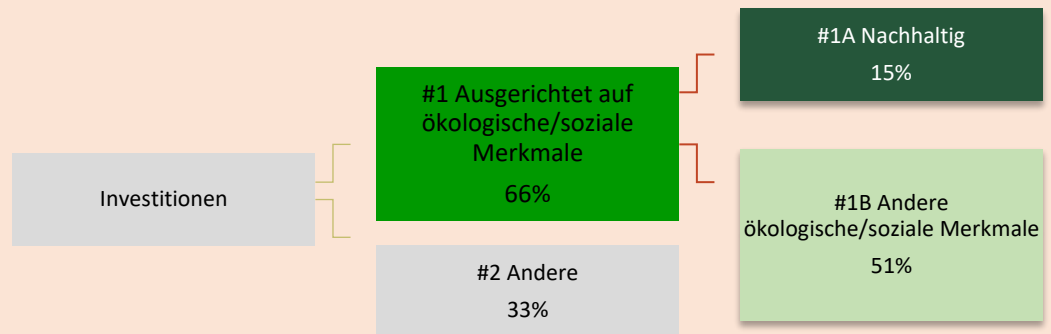 Investitionen
#1 Ausgerichtet auf
ökologische/soziale
Merkmale
66%
#2 Andere
33%
#1A Nachhaltig
15%
#1B Andere
ökologische/soziale Merkmale
51%